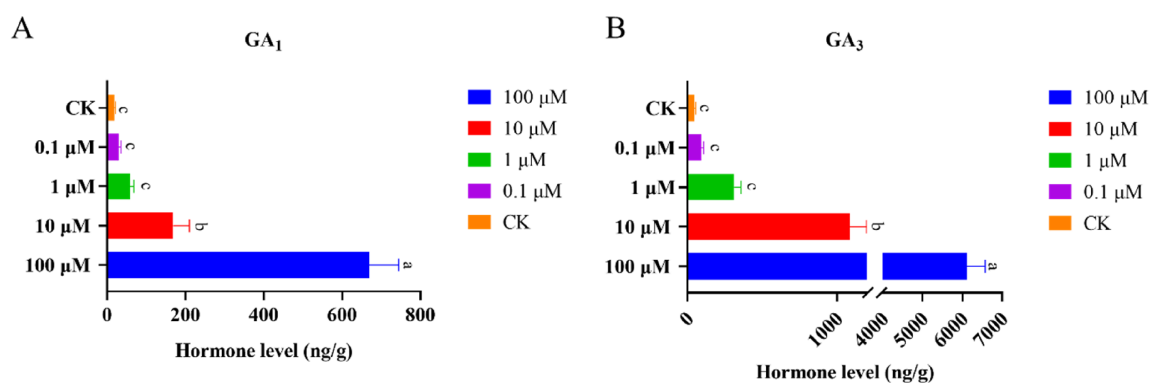 A
GA1
CK
c
0.1 µM
c
1 µM
c
10 µM
b
100 µM
a
0
200
400
600
800
Hormone level (ng/g)
100 µM
10 µM
1 µM
0.1 µM
CK
B
GA3
CK
c
0.1 µM
c
1 µM
c
10 µM
b
100 µM
a
0
1000
4000
5000
6000
7000
Hormone level (ng/g)
100 µM
10 µM
1 µM
0.1 µM
CK